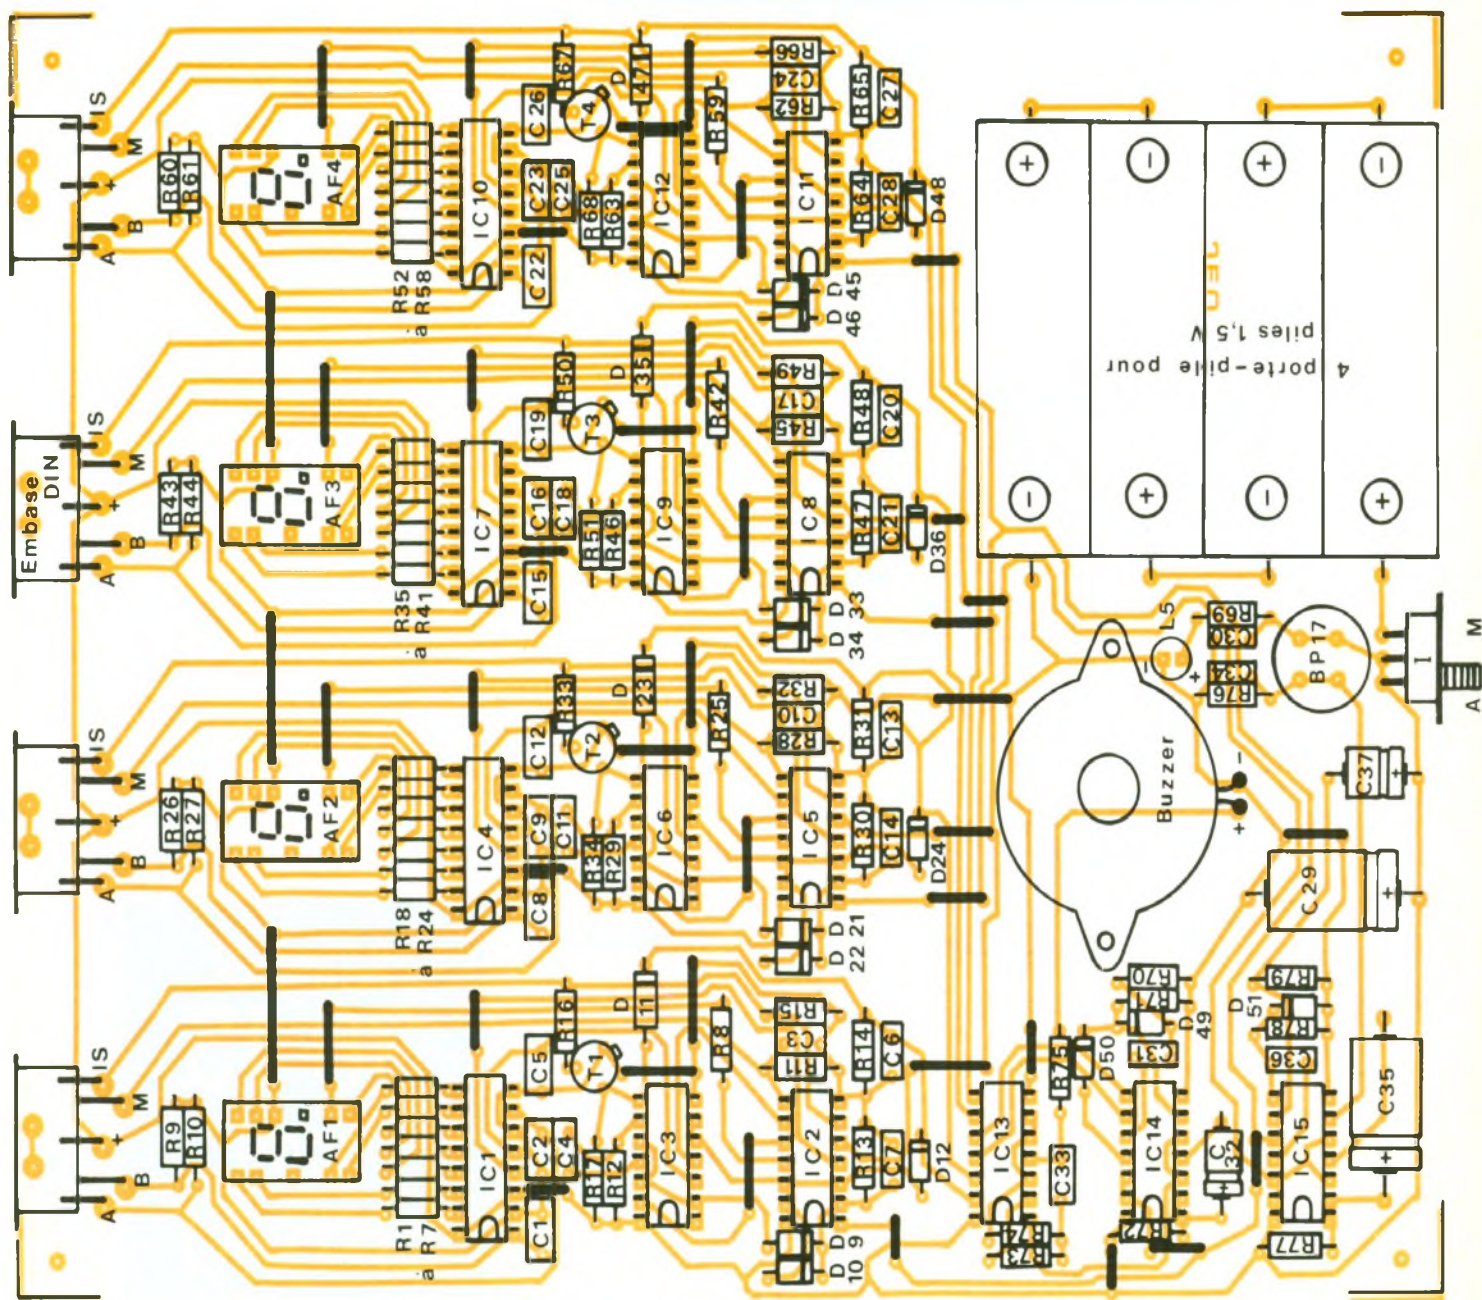 IS
M
+
B
A
R60
R61
AF4
R52
a R58
IC10
C26
C23
C25
C22
R67
T4
D
47
R68
R63
IC12
R59
R66
C24
R62
IC11
D D
46 45
R65
C27
R64
C28
D48
Embase
DIN
IS
M
+
B
A
R43
R44
AF3
R35
a R41
IC7
C19
C16
C18
C15
R50
T3
D
35
R51
R46
IC9
R42
R49
C17
R45
IC8
D D
34 33
R48
C20
R47
C21
D36
4 porte-pile pour
piles 1,5 V
+
-
+
-
-
+
-
+
IS
M
+
B
A
R26
R27
AF2
R18
a R24
IC4
C12
C9
C11
C8
R33
T2
D
23
R34
R29
IC6
R25
R32
C10
R28
IC5
D D
22 21
R31
C13
R30
C14
D24
Buzzer
+ -
L5
-
+
R69
C30
C34
R76
BP17
I
A M
C37
+
C29
+
IS
M
+
B
A
R9
R10
AF1
R1
a R7
IC1
C5
C2
C4
C1
R16
T1
D
11
R17
R12
IC3
R8
R15
C3
R11
IC2
D D
10 9
R14
C6
R13
C7
D12
IC13
R74
R73
R75
D50
C33
R70
R71
D
49
C31
IC14
R72
C
32
+
D
51
R79
R78
C36
IC15
R77
C35
+